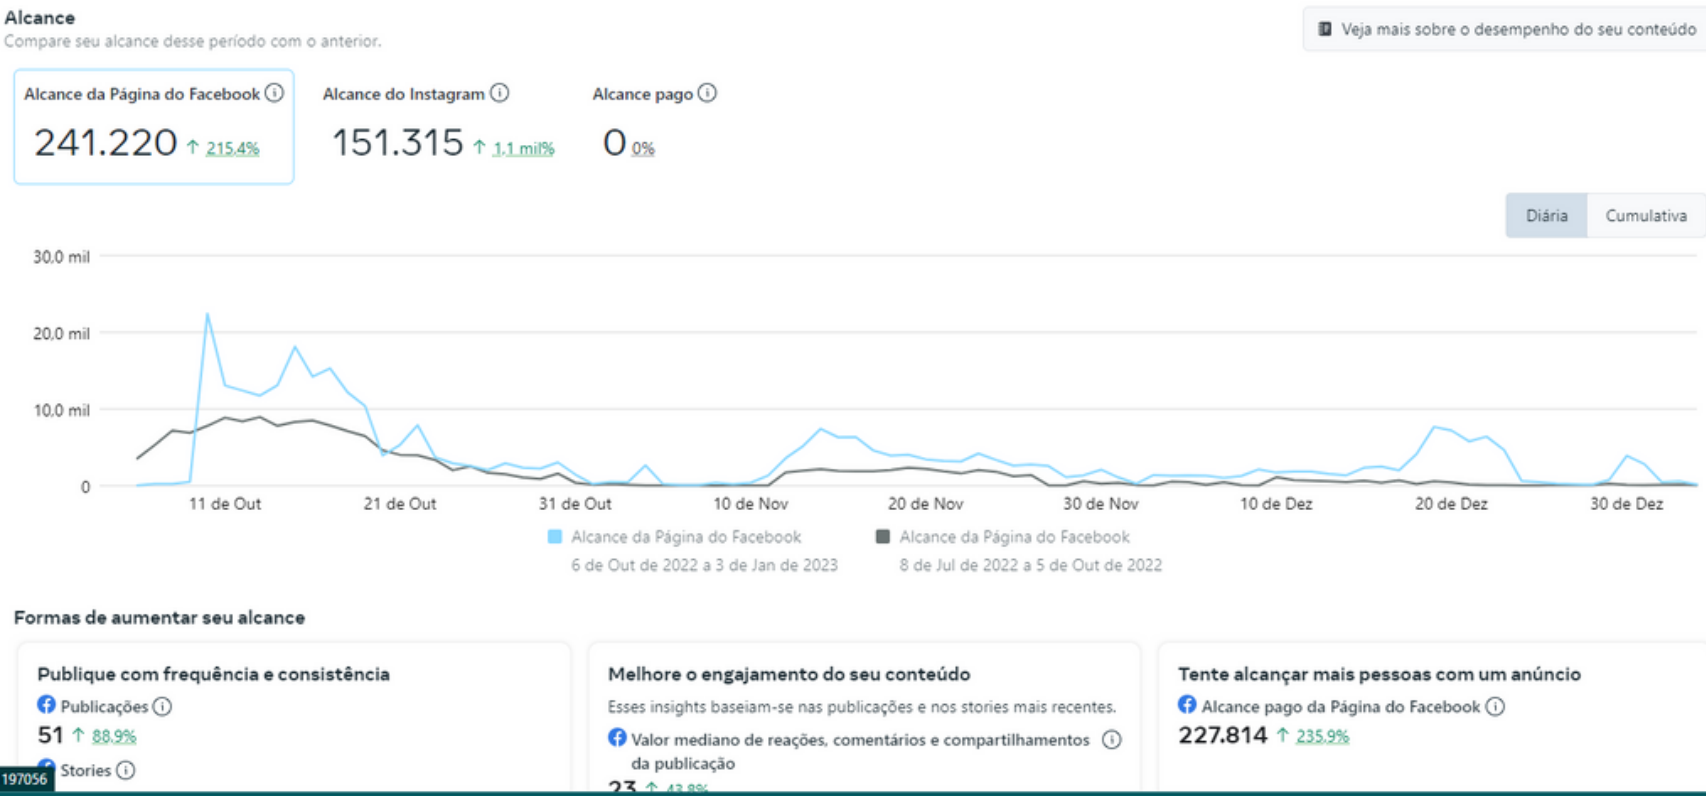 Alcance
Compare seu alcance desse período com o anterior.
Veja mais sobre o desempenho do seu conteúdo
Alcance da Página do Facebook
Alcance do Instagram
Alcance pago
241.220 ↑ 215,4%
151.315 ↑ 1,1 mil%
0 0%
Diária
Cumulativa
30,0 mil
20,0 mil
10,0 mil
0
11 de Out
21 de Out
31 de Out
10 de Nov
20 de Nov
30 de Nov
10 de Dez
20 de Dez
30 de Dez
Alcance da Página do Facebook
6 de Out de 2022 a 3 de Jan de 2023
Alcance da Página do Facebook
8 de Jul de 2022 a 5 de Out de 2022
Formas de aumentar seu alcance
Publique com frequência e consistência
Publicações
51 ↑ 88,9%
Stories
197056
Melhore o engajamento do seu conteúdo
Esses insights baseiam-se nas publicações e nos stories mais recentes.
Valor mediano de reações, comentários e compartilhamentos
da publicação
23 ↑ 43,8%
Tente alcançar mais pessoas com um anúncio
Alcance pago da Página do Facebook
227.814 ↑ 235,9%